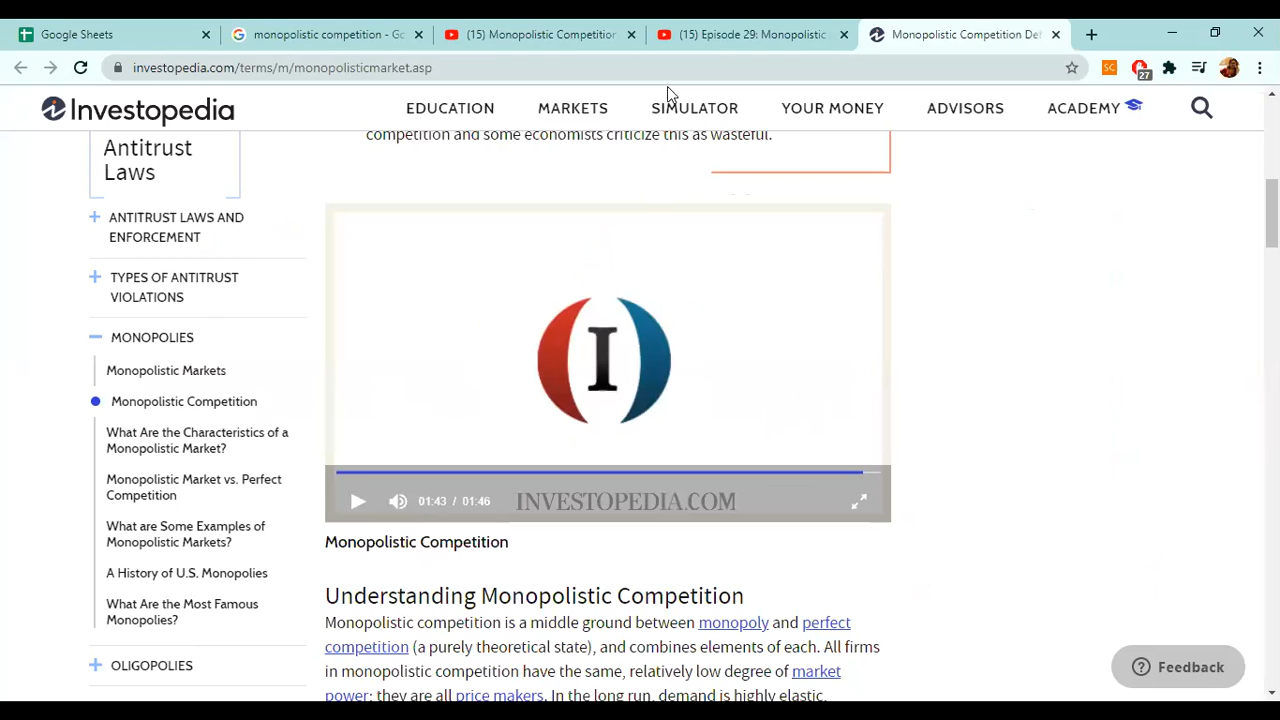 Google Sheets
monopolistic competition - Go
(15) Monopolistic Competition
(15) Episode 29: Monopolistic
Monopolistic Competition Def
investopedia.com/terms/m/monopolisticmarket.asp
SC
27
Investopedia
EDUCATION
MARKETS
SIMULATOR
YOUR MONEY
ADVISORS
ACADEMY
competition and some economists criticize this as wasteful.
Antitrust
Laws
ANTITRUST LAWS AND
ENFORCEMENT
TYPES OF ANTITRUST
VIOLATIONS
MONOPOLIES
Monopolistic Markets
Monopolistic Competition
What Are the Characteristics of a
Monopolistic Market?
Monopolistic Market vs. Perfect
Competition
What are Some Examples of
Monopolistic Markets?
A History of U.S. Monopolies
What Are the Most Famous
Monopolies?
OLIGOPOLIES
I
01:43 / 01:46
INVESTOPEDIA.COM
Monopolistic Competition
Understanding Monopolistic Competition
Monopolistic competition is a middle ground between monopoly and perfect
competition (a purely theoretical state), and combines elements of each. All firms
in monopolistic competition have the same, relatively low degree of market
power; they are all price makers. In the long run, demand is highly elastic,
Feedback